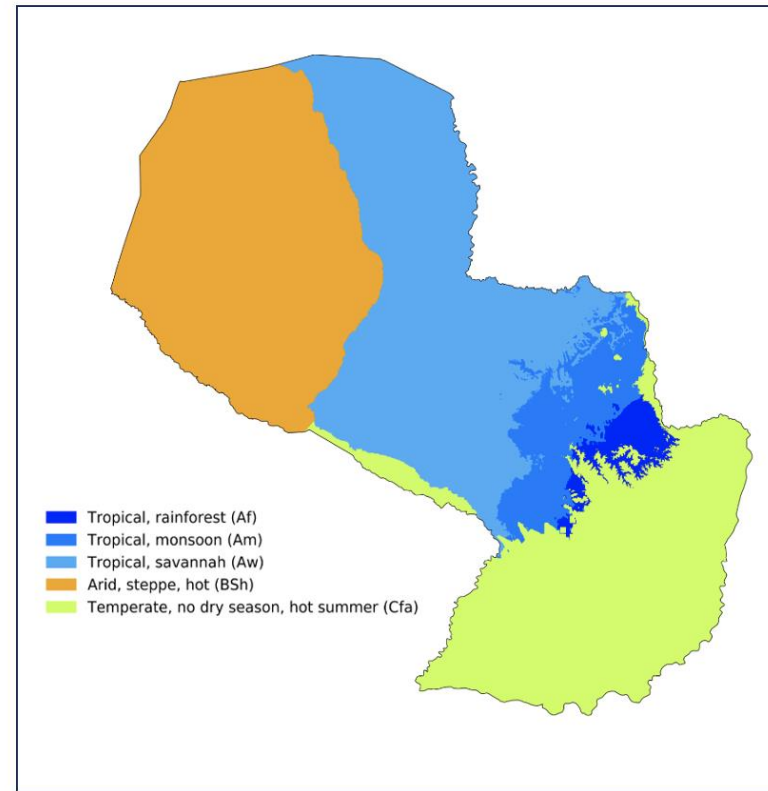 Tropical, rainforest (Af)
Tropical, monsoon (Am)
Tropical, savannah (Aw)
Arid, steppe, hot (BSh)
Temperate, no dry season, hot summer (Cfa)